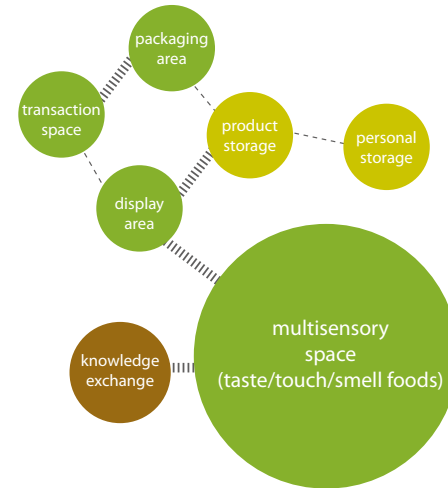 packaging
area
transaction
space
product
storage
personal
storage
display
area
multisensory
space
(taste/touch/smell foods)
knowledge
exchange